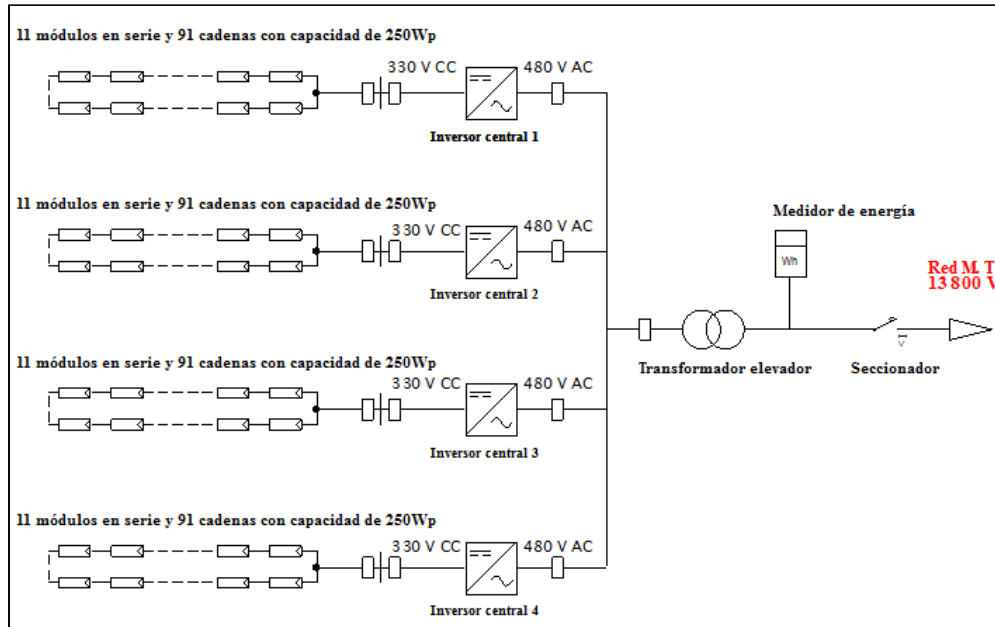 11 módulos en serie y 91 cadenas con capacidad de 250Wp
330 V CC
480 V AC
Inversor central 1
11 módulos en serie y 91 cadenas con capacidad de 250Wp
330 V CC
480 V AC
Inversor central 2
Medidor de energía
Wh
Red M. T
13 800 V
Transformador elevador
Seccionador
11 módulos en serie y 91 cadenas con capacidad de 250Wp
330 V CC
480 V AC
Inversor central 3
11 módulos en serie y 91 cadenas con capacidad de 250Wp
330 V CC
480 V AC
Inversor central 4